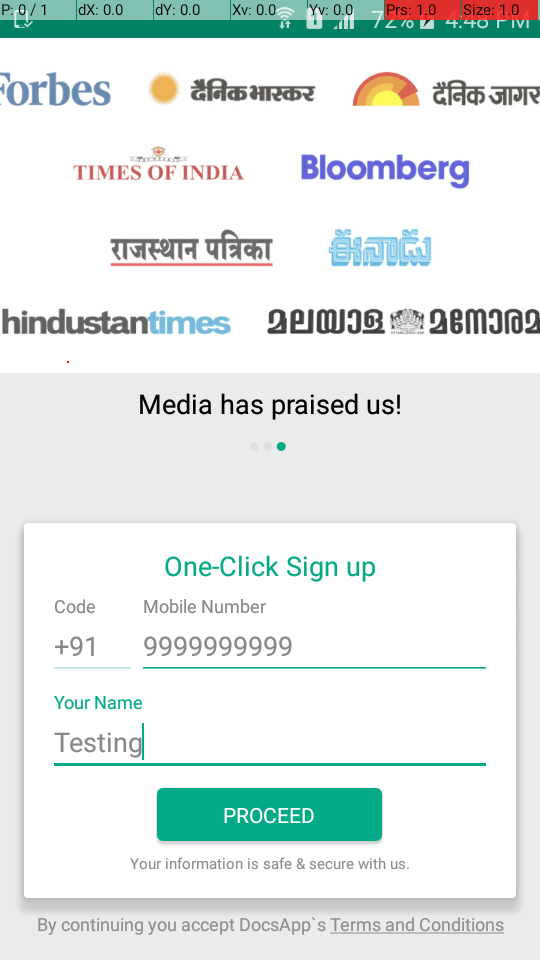 P: 0 / 1 dX: 0.0 dY: 0.0 Xv: 0.0 Yv: 0.0 Prs: 1.0 Size: 1.0
72% 4:48 PM
Forbes दैनिक भास्कर दैनिक जागर
TIMES OF INDIA Bloomberg
राजस्थान पत्रिका ఈనాడు
hindustantimes മലയാള മനോരമ
Media has praised us!
One-Click Sign up
Code Mobile Number
+91 9999999999
Your Name
Testing
PROCEED
Your information is safe & secure with us.
By continuing you accept DocsApp`s Terms and Conditions